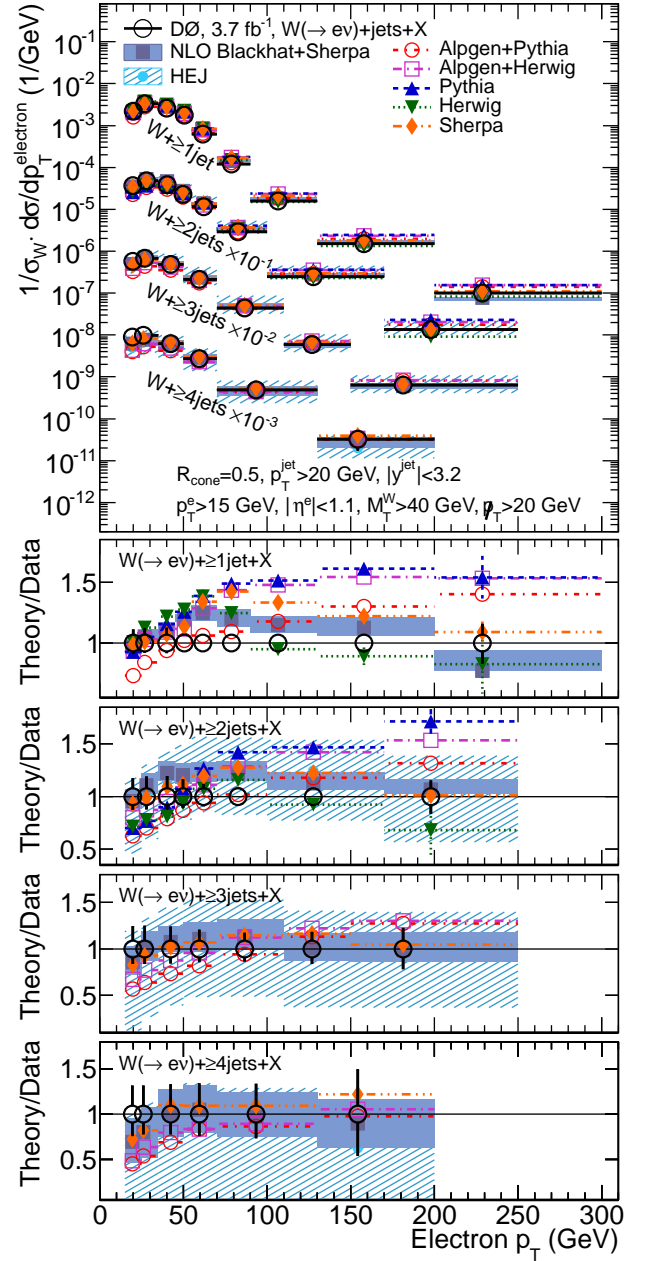 DØ, 3.7 fb⁻¹, W(→ eν)+jets+X
NLO Blackhat+Sherpa
HEJ
Alpgen+Pythia
Alpgen+Herwig
Pythia
Herwig
Sherpa
1/σ_W · dσ/dp_T^electron (1/GeV)
10⁻¹
10⁻²
10⁻³
10⁻⁴
10⁻⁵
10⁻⁶
10⁻⁷
10⁻⁸
10⁻⁹
10⁻¹⁰
10⁻¹¹
10⁻¹²
W+≥1jet
W+≥2jets ×10⁻¹
W+≥3jets ×10⁻²
W+≥4jets ×10⁻³
R_cone=0.5, p_T^jet>20 GeV, |y^jet|<3.2
p_T^e>15 GeV, |η^e|<1.1, M_T^W>40 GeV, p̸_T>20 GeV
W(→ eν)+≥1jet+X
Theory/Data
1.5
1
W(→ eν)+≥2jets+X
Theory/Data
1.5
1
0.5
W(→ eν)+≥3jets+X
Theory/Data
1.5
1
0.5
W(→ eν)+≥4jets+X
Theory/Data
1.5
1
0.5
0 50 100 150 200 250 300
Electron p_T (GeV)